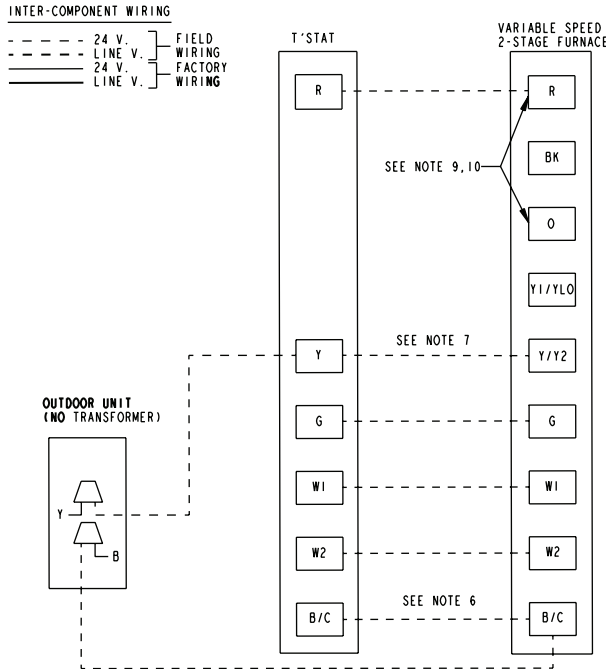 INTER-COMPONENT WIRING
24 V.
LINE V.
FIELD
WIRING
24 V.
LINE V.
FACTORY
WIRING
T'STAT
VARIABLE SPEED
2-STAGE FURNACE
R
R
SEE NOTE 9,10
BK
O
Y1/YLO
Y
SEE NOTE 7
Y/Y2
OUTDOOR UNIT
(NO TRANSFORMER)
G
G
Y
B
W1
W1
W2
W2
SEE NOTE 6
B/C
B/C